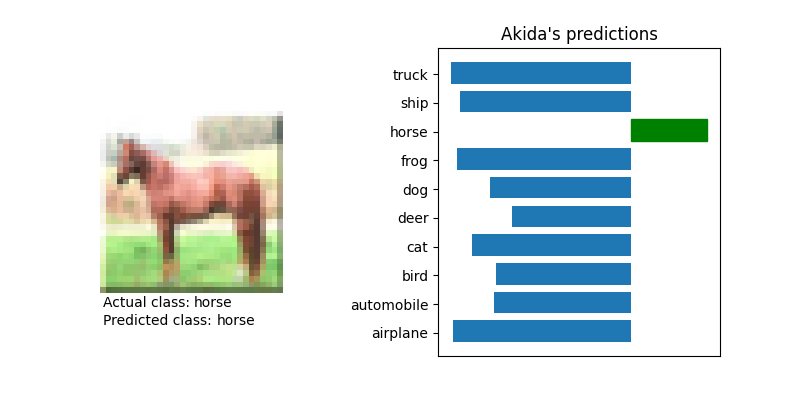 Akida's predictions
truck
ship
horse
frog
dog
deer
cat
bird
automobile
airplane
Actual class: horse
Predicted class: horse